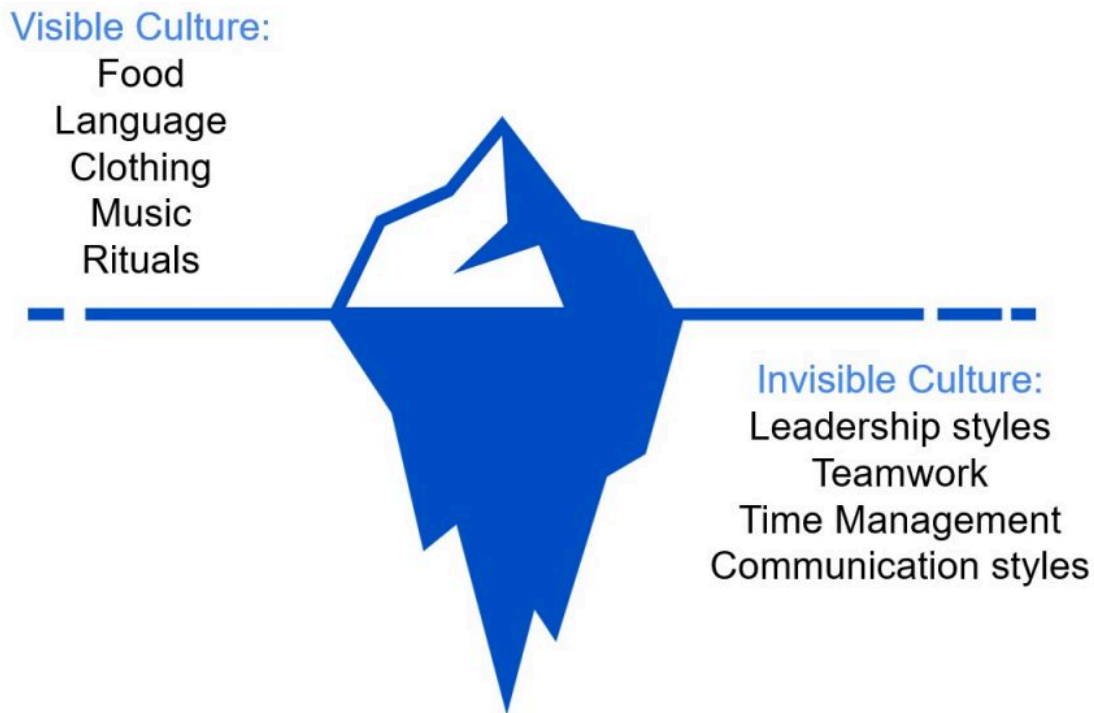 Visible Culture:
Food
Language
Clothing
Music
Rituals
Invisible Culture:
Leadership styles
Teamwork
Time Management
Communication styles